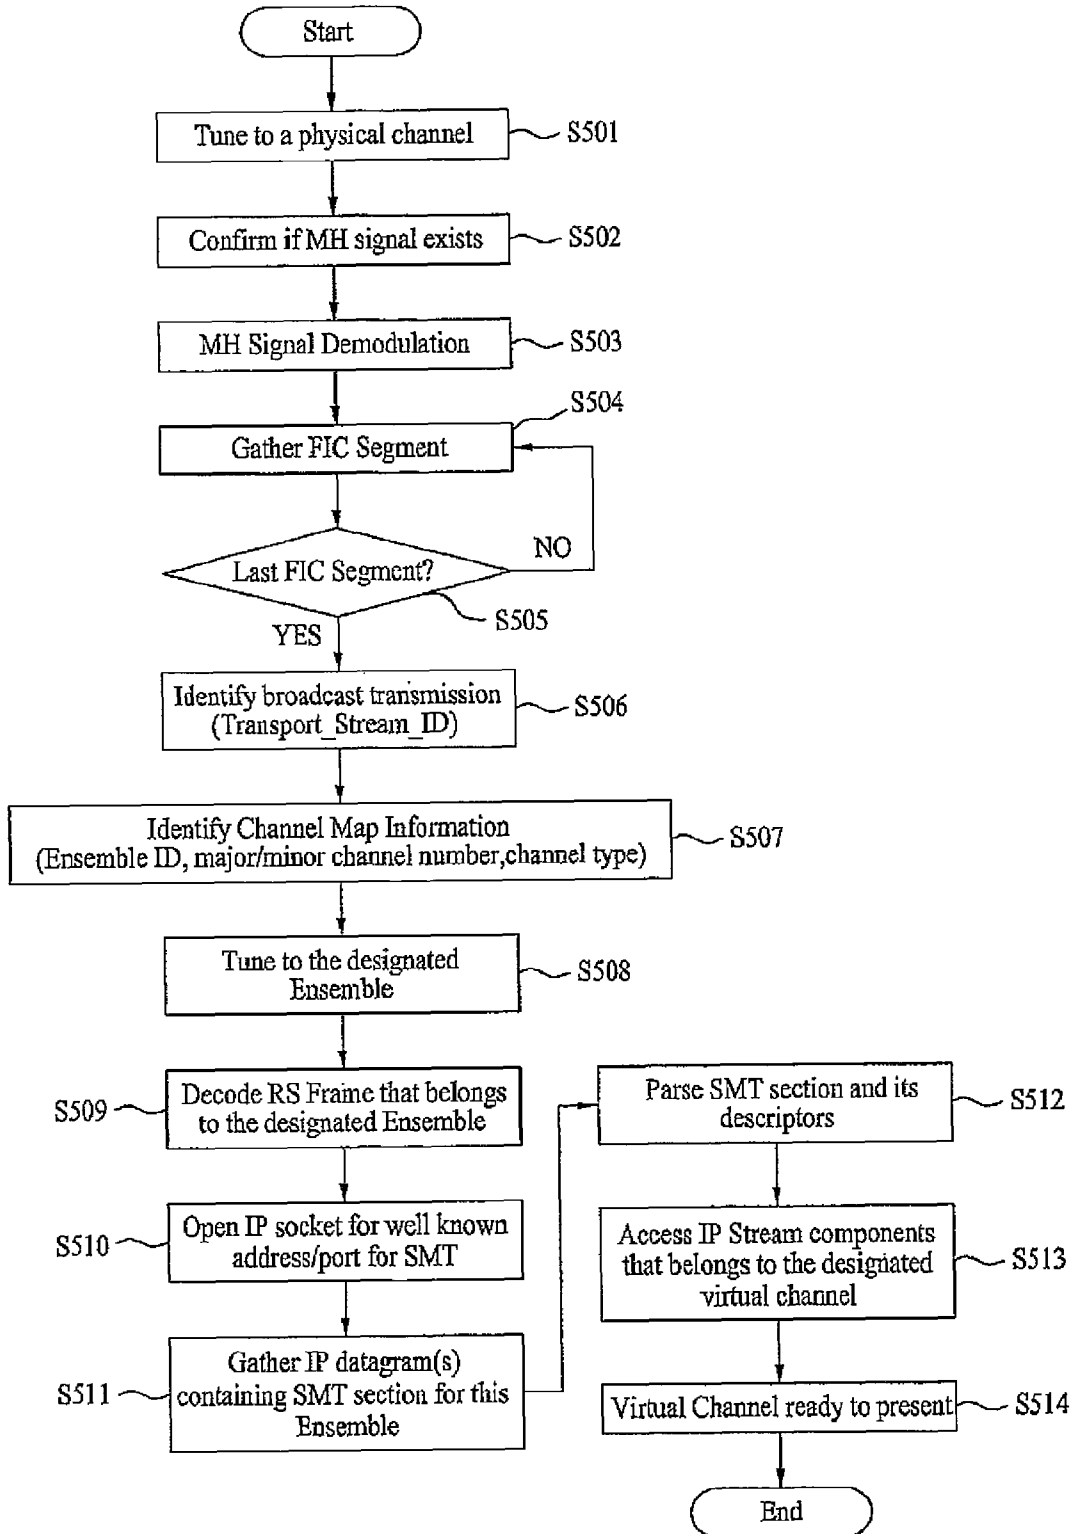 Start
Tune to a physical channel
S501
Confirm if MH signal exists
S502
MH Signal Demodulation
S503
S504
Gather FIC Segment
NO
Last FIC Segment?
S505
YES
Identify broadcast transmission
(Transport_Stream_ID)
S506
Identify Channel Map Information
(Ensemble ID, major/minor channel number,channel type)
S507
Tune to the designated
Ensemble
S508
S509
Decode RS Frame that belongs
to the designated Ensemble
S510
Open IP socket for well known
address/port for SMT
S511
Gather IP datagram(s)
containing SMT section for this
Ensemble
Parse SMT section and its
descriptors
S512
Access IP Stream components
that belongs to the designated
virtual channel
S513
Virtual Channel ready to present
S514
End